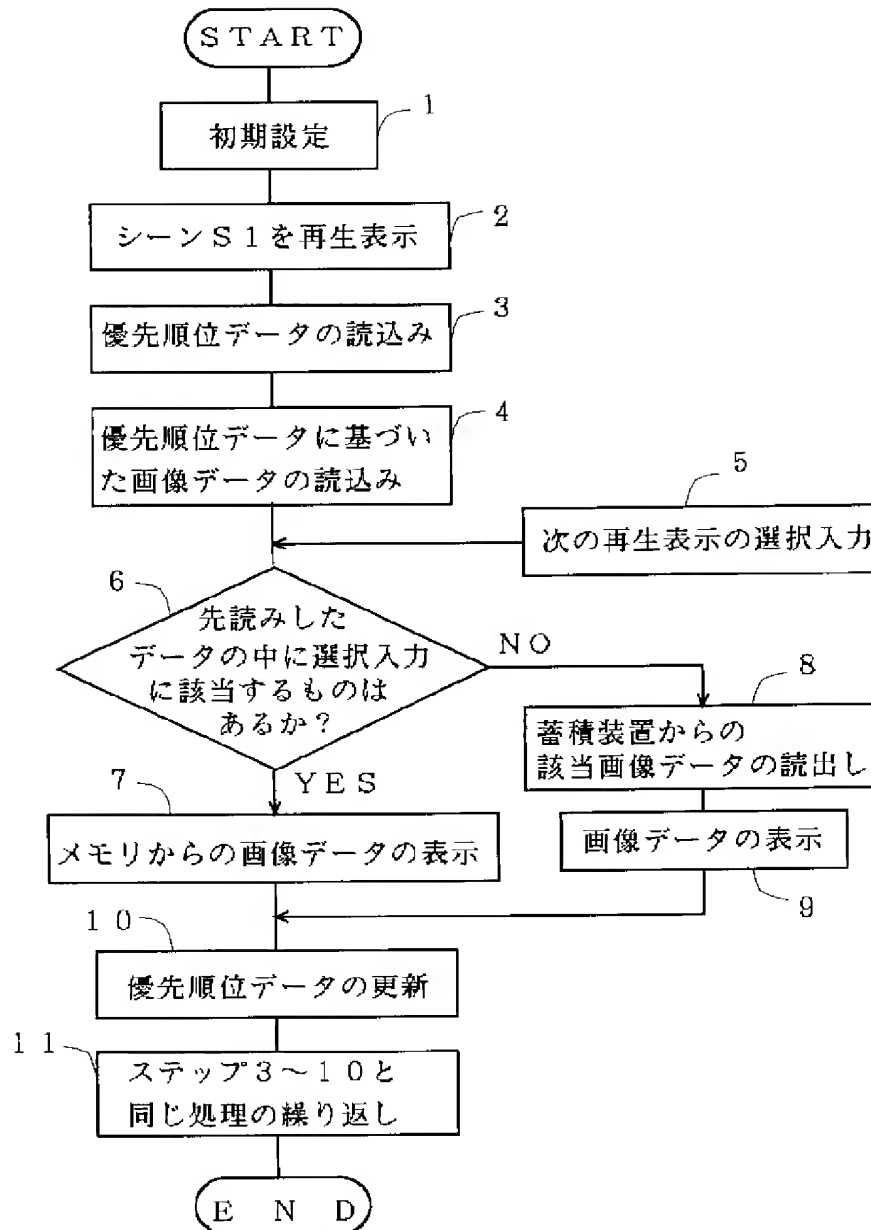 ＳＴＡＲＴ
1
初期設定
2
シーンＳ１を再生表示
3
優先順位データの読込み
4
優先順位データに基づい
た画像データの読込み
5
次の再生表示の選択入力
6
先読みした
データの中に選択入力
に該当するものは
あるか？
ＮＯ
8
蓄積装置からの
該当画像データの読出し
ＹＥＳ
7
メモリからの画像データの表示
画像データの表示
9
１０
優先順位データの更新
１１
ステップ３〜１０と
同じ処理の繰り返し
ＥＮＤ